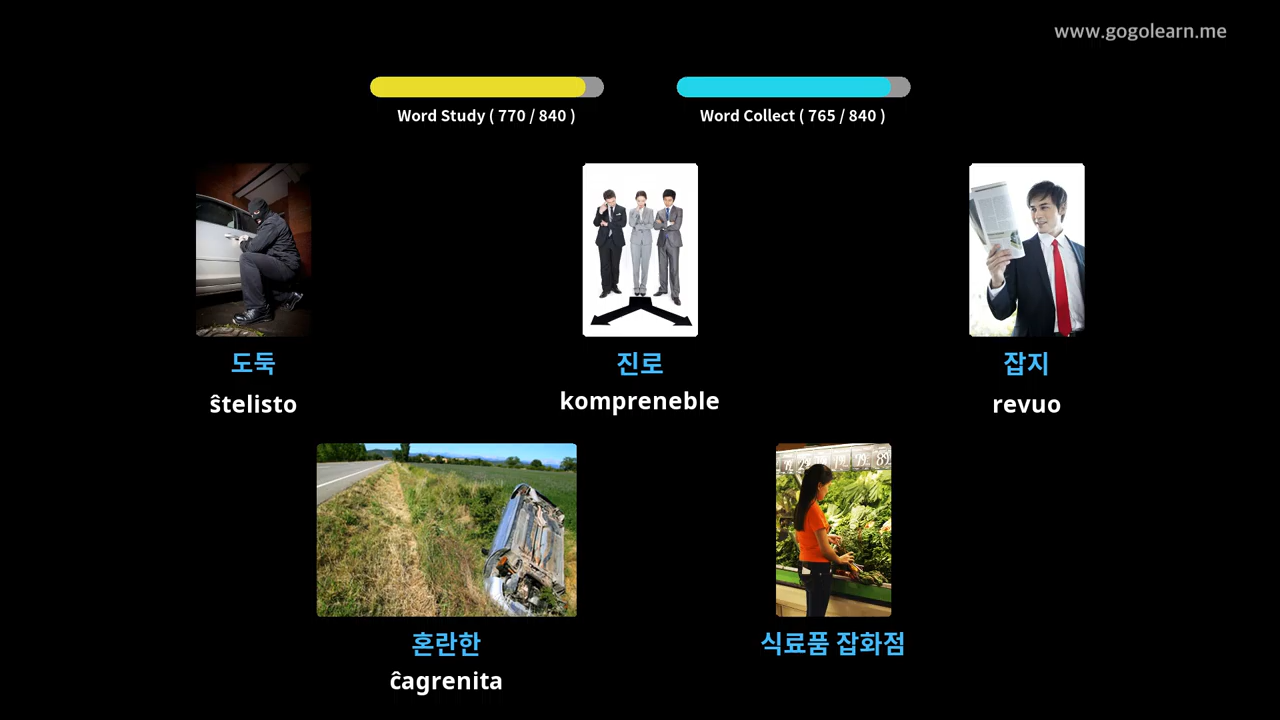 www.gogolearn.me
Word Study ( 770 / 840 )
Word Collect ( 765 / 840 )
도둑
ŝtelisto
진로
kompreneble
잡지
revuo
혼란한
ĉagrenita
식료품 잡화점